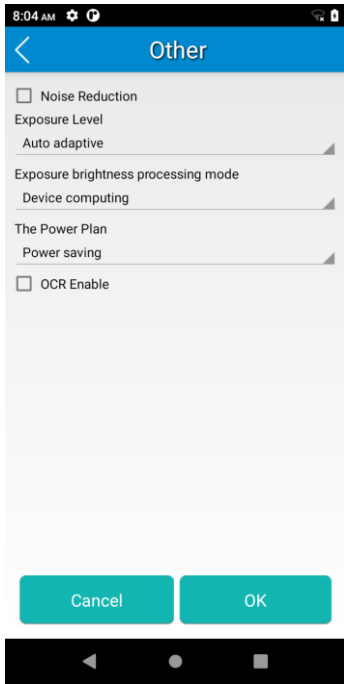 8:04 AM
Other
Noise Reduction
Exposure Level
Auto adaptive
Exposure brightness processing mode
Device computing
The Power Plan
Power saving
OCR Enable
Cancel
OK